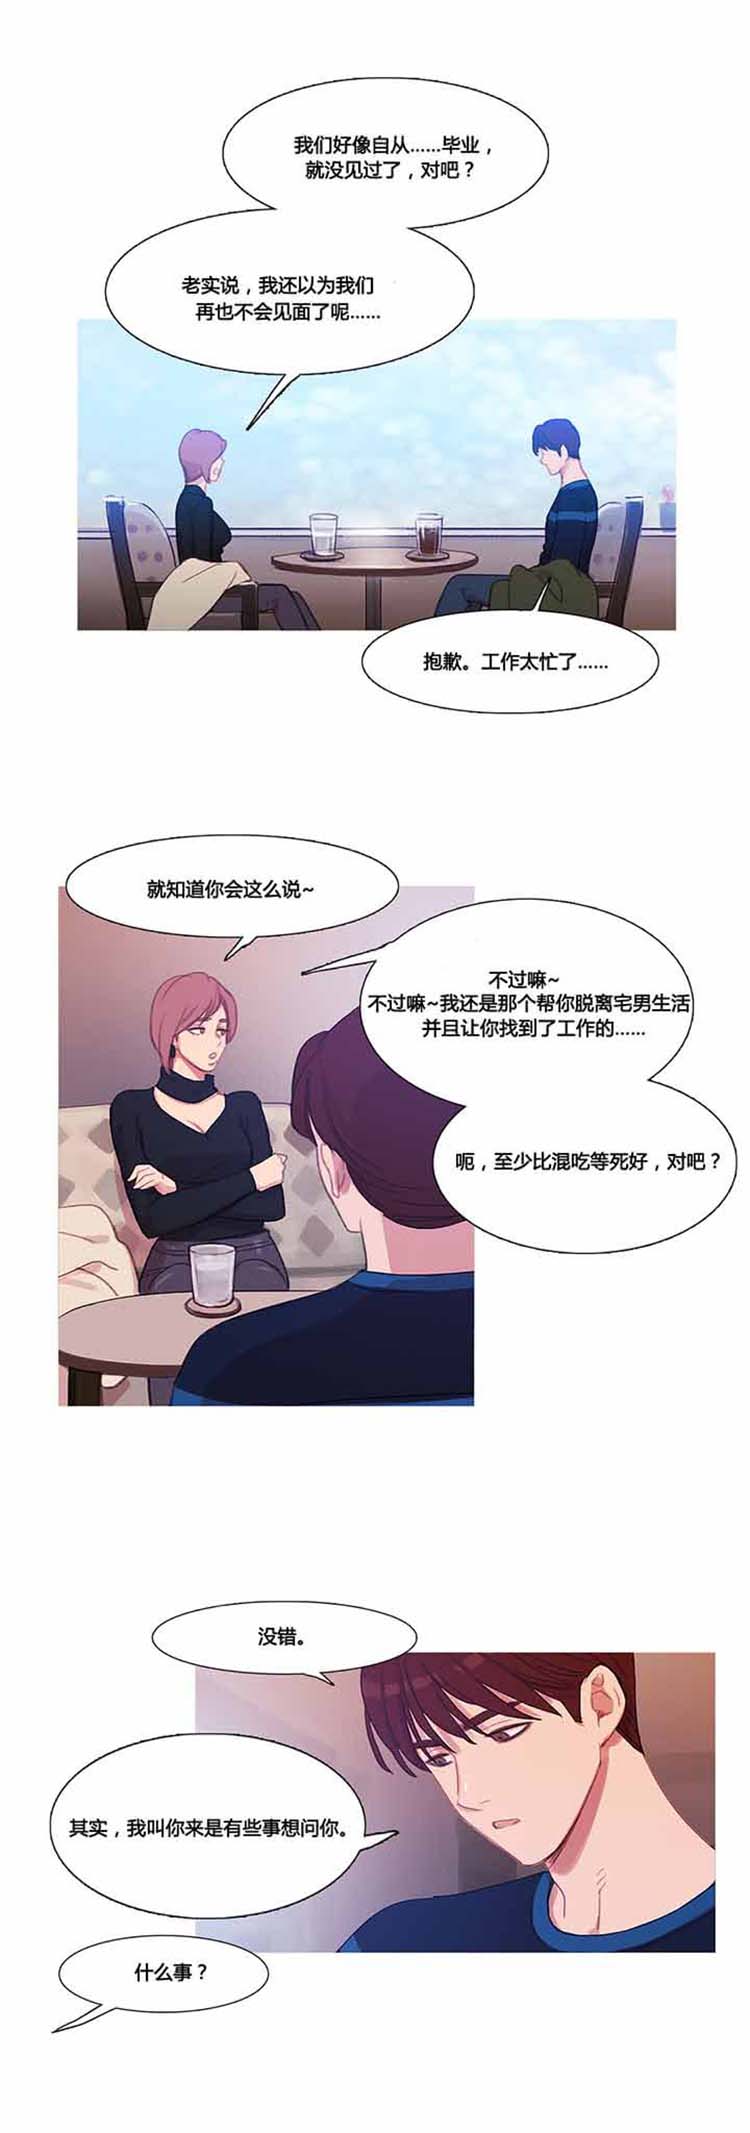 我们好像自从……毕业，
就没见过了，对吧？
老实说，我还以为我们
再也不会见面了呢……
抱歉。工作太忙了……
就知道你会这么说~
不过嘛~
不过嘛~我还是那个帮你脱离宅男生活
并且让你找到了工作的……
呃，至少比混吃等死好，对吧？
没错。
其实，我叫你来是有些事想问你。
什么事？